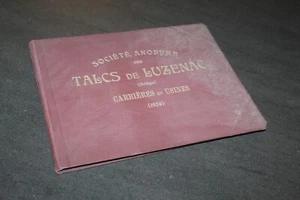 SOCIÉTÉ ANONYME
DES
TALCS DE LUZENAC
CARRIÈRES ET USINES